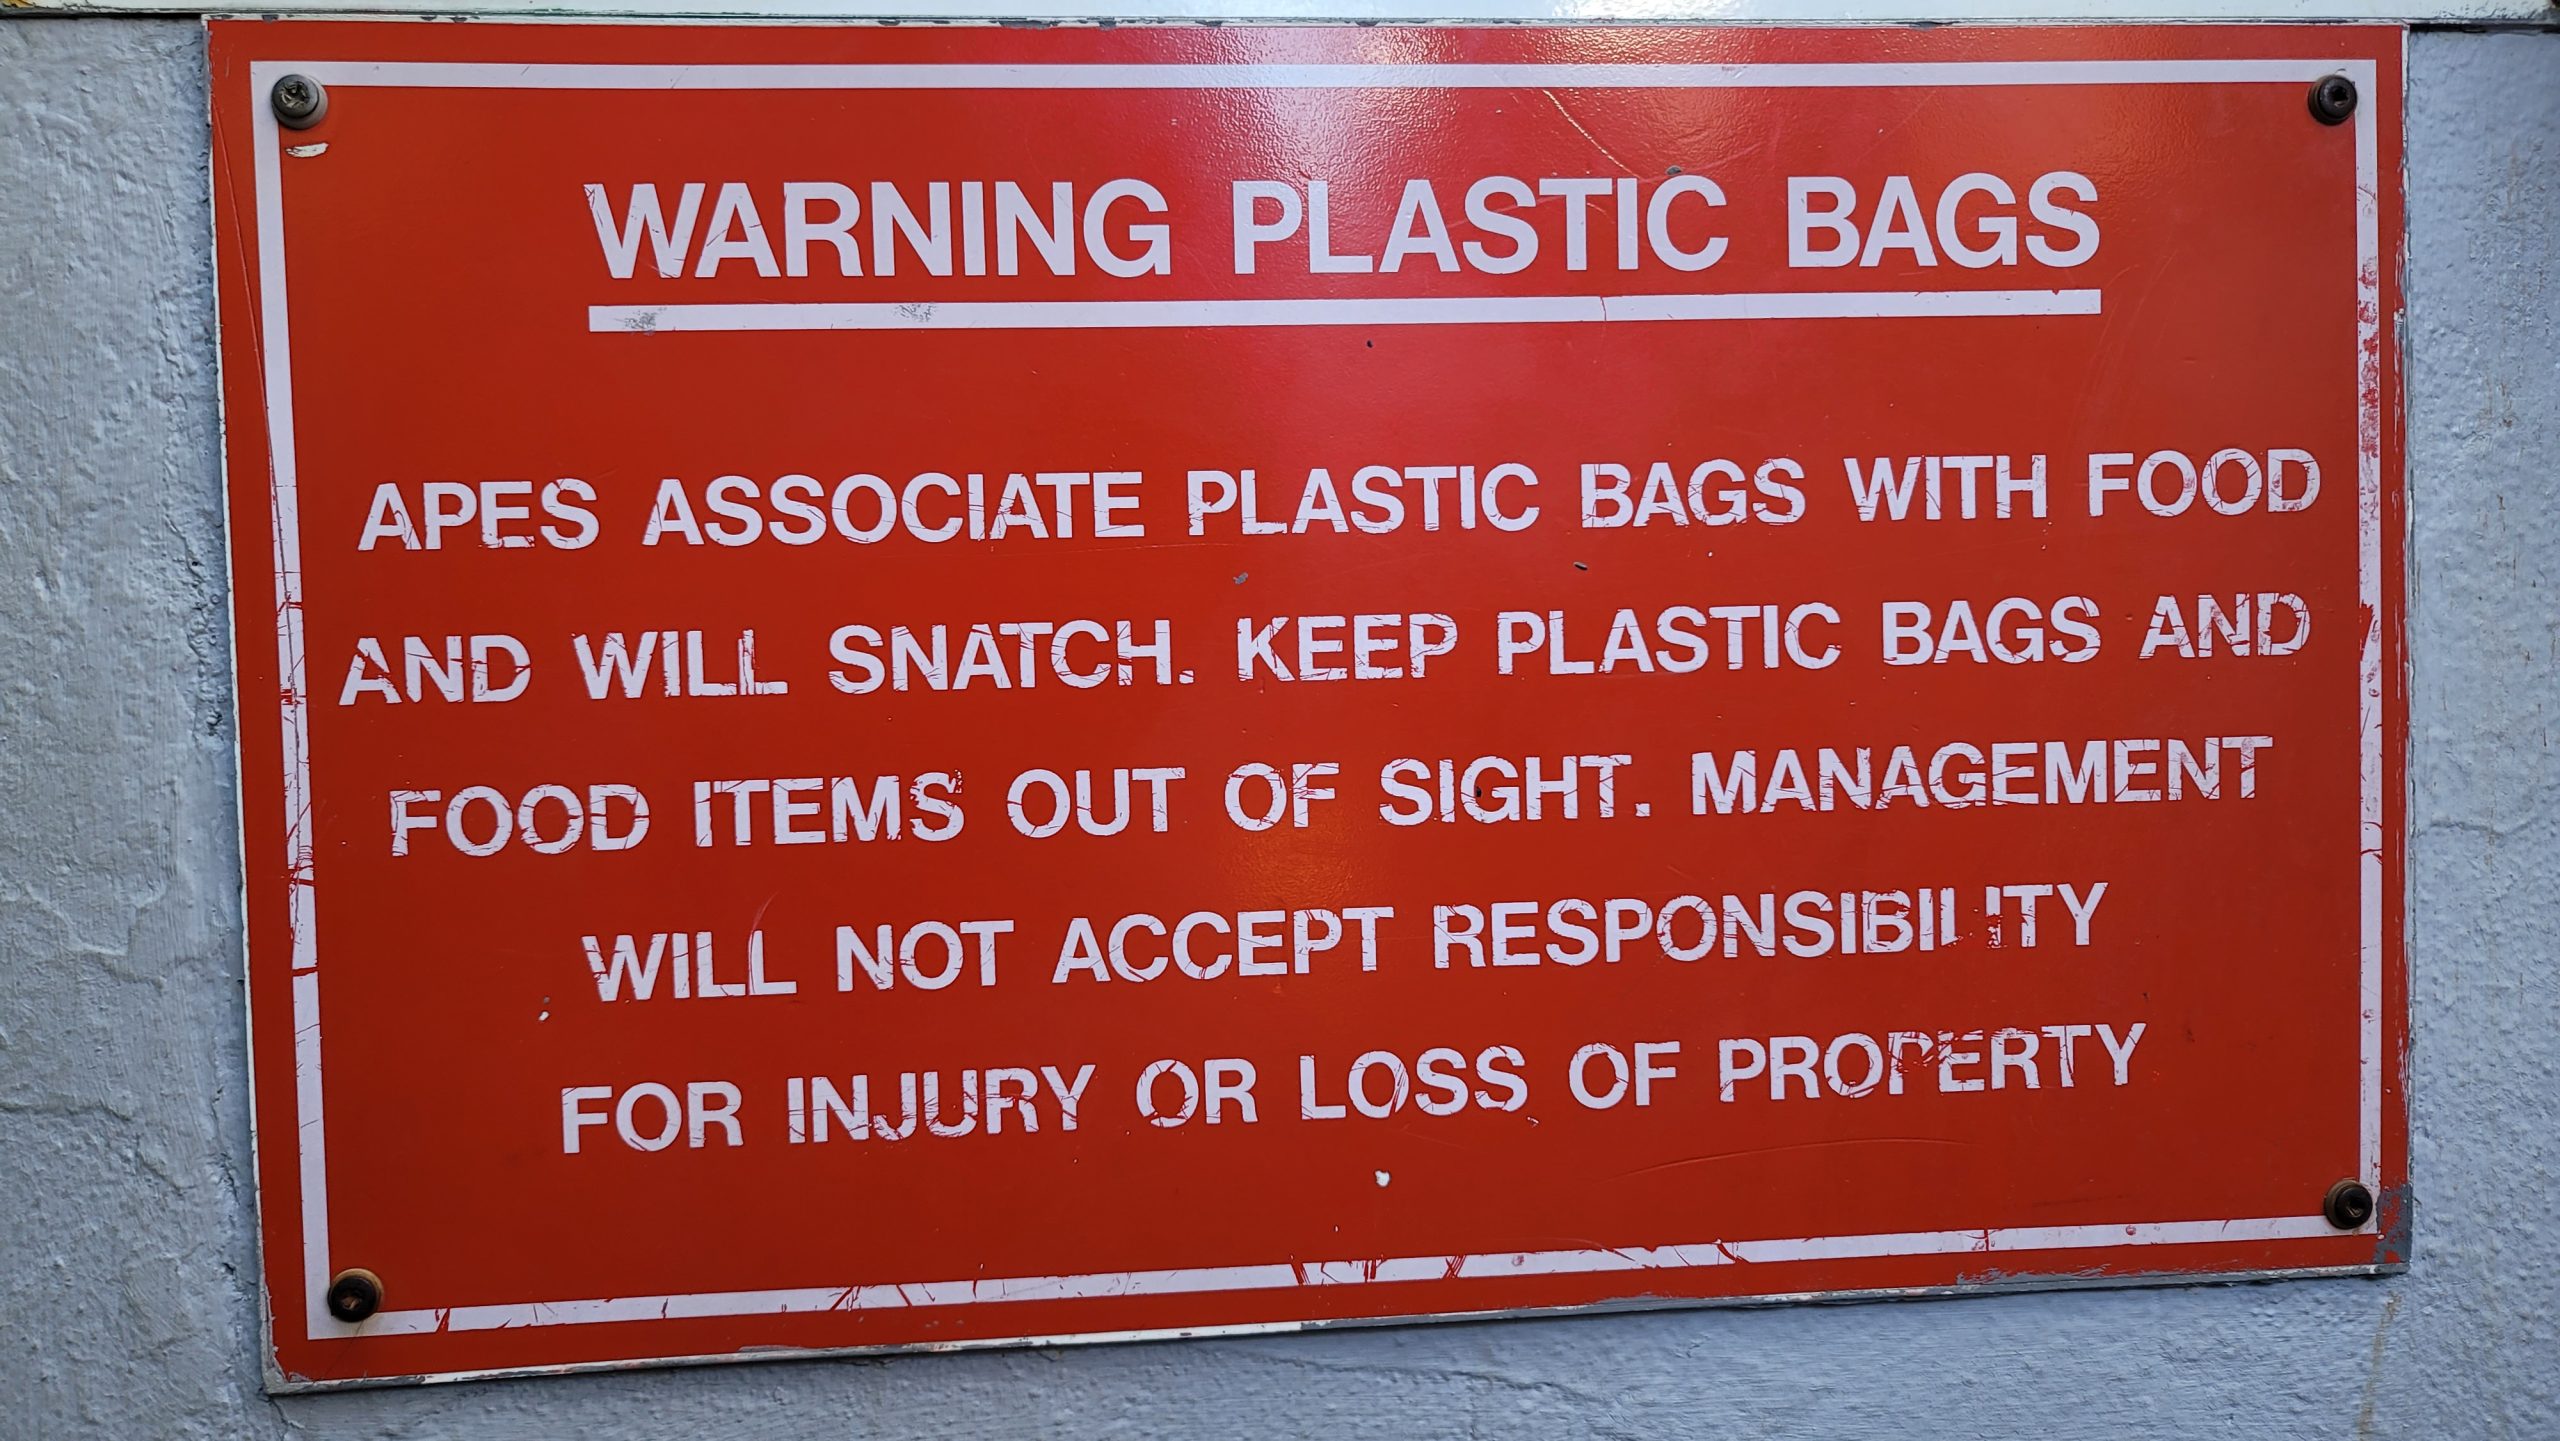 WARNING PLASTIC BAGS
APES ASSOCIATE PLASTIC BAGS WITH FOOD
AND WILL SNATCH. KEEP PLASTIC BAGS AND
FOOD ITEMS OUT OF SIGHT. MANAGEMENT
WILL NOT ACCEPT RESPONSIBILITY
FOR INJURY OR LOSS OF PROPERTY